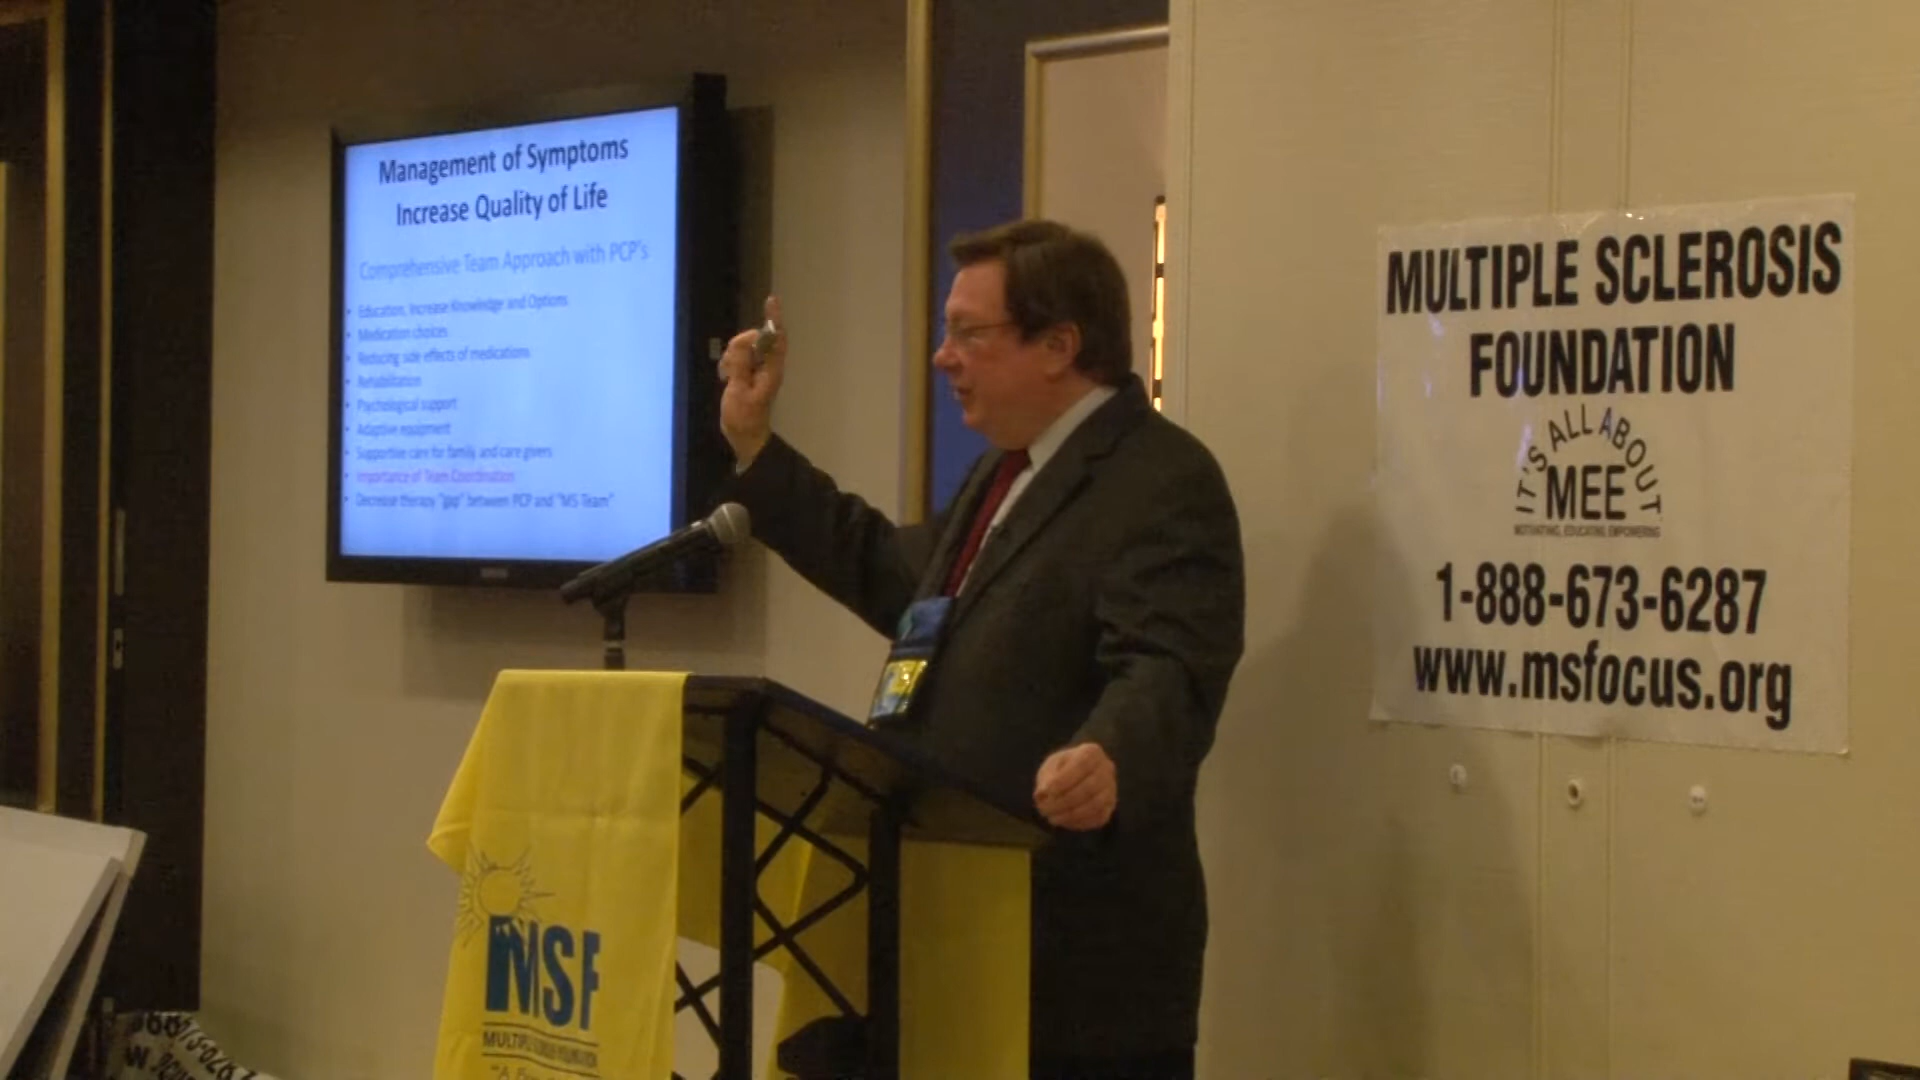 Management of Symptoms
Increase Quality of Life
Comprehensive Team Approach with PCP's
• Education, Increase Knowledge and Options
• Medication choices
• Reducing side effects of medications
• Rehabilitation
• Psychological support
• Adaptive equipment
• Supportive care for family and care givers
• Importance of Team Coordination
• Decrease therapy "gap" between PCP and "MS Team"
MULTIPLE SCLEROSIS
FOUNDATION
IT'S ALL ABOUT
MEE
MOTIVATING, EDUCATING, EMPOWERING
1-888-673-6287
www.msfocus.org
MSF
MULTIPLE SCLEROSIS FOUNDATION
"A